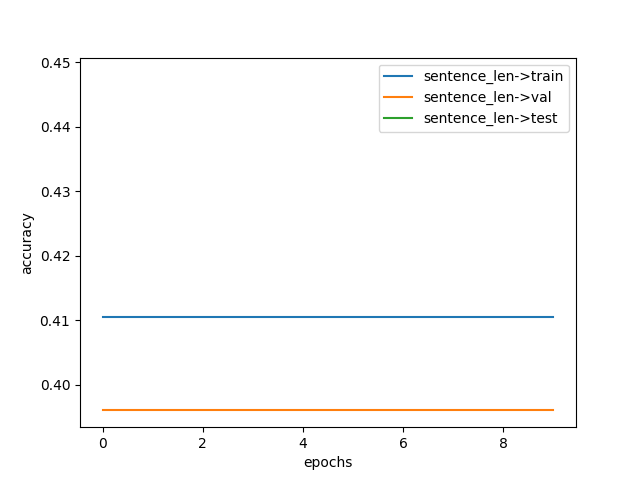 0.45
0.44
0.43
0.42
0.41
0.40
accuracy
0 2 4 6 8
epochs
sentence_len->train
sentence_len->val
sentence_len->test